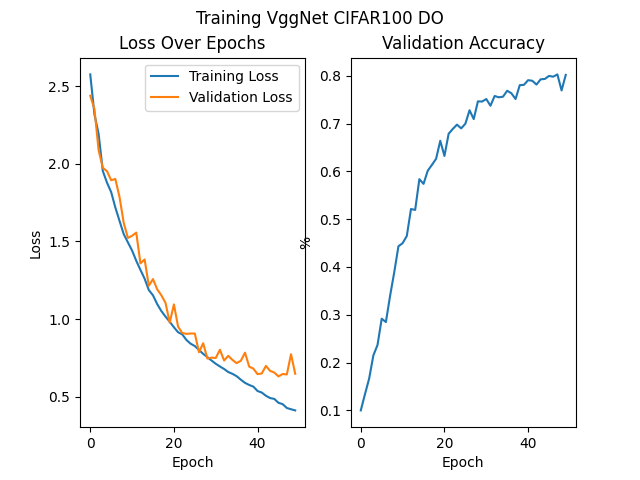 Training VggNet CIFAR100 DO
Loss Over Epochs
Validation Accuracy
Training Loss
Validation Loss
2.5
2.0
1.5
1.0
0.5
Loss
0
20
40
Epoch
0.8
0.7
0.6
0.5
0.4
0.3
0.2
0.1
%
0
20
40
Epoch